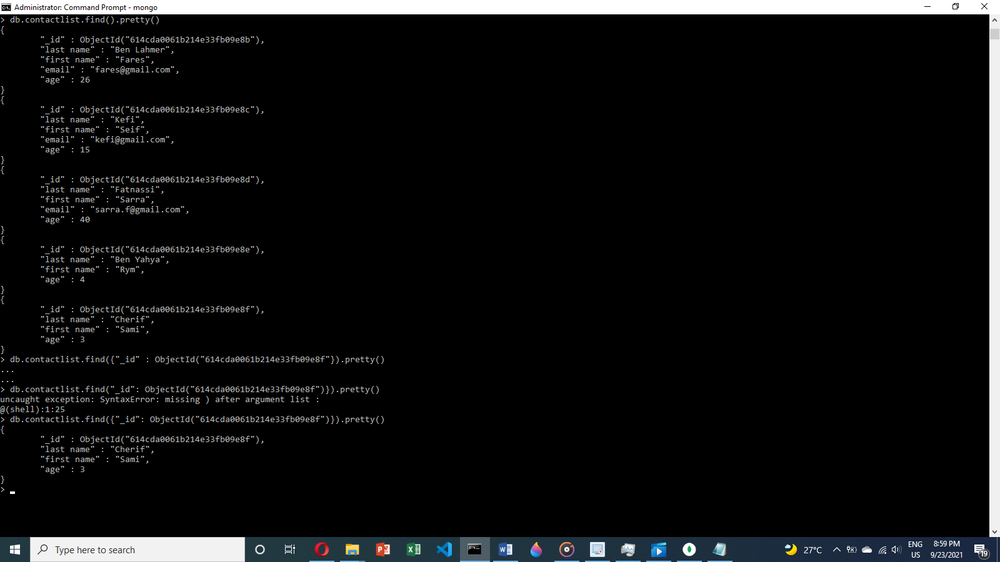 Administrator: Command Prompt - mongo
> db.contactlist.find().pretty()
{
        "_id" : ObjectId("614cda0061b214e33fb09e8b"),
        "last name" : "Ben Lahmer",
        "first name" : "Fares",
        "email" : "fares@gmail.com",
        "age" : 26
}
{
        "_id" : ObjectId("614cda0061b214e33fb09e8c"),
        "last name" : "Kefi",
        "first name" : "Seif",
        "email" : "kefi@gmail.com",
        "age" : 15
}
{
        "_id" : ObjectId("614cda0061b214e33fb09e8d"),
        "last name" : "Fatnassi",
        "first name" : "Sarra",
        "email" : "sarra.f@gmail.com",
        "age" : 40
}
{
        "_id" : ObjectId("614cda0061b214e33fb09e8e"),
        "last name" : "Ben Yahya",
        "first name" : "Rym",
        "age" : 4
}
{
        "_id" : ObjectId("614cda0061b214e33fb09e8f"),
        "last name" : "Cherif",
        "first name" : "Sami",
        "age" : 3
}
> db.contactlist.find({"_id" : ObjectId("614cda0061b214e33fb09e8f"}).pretty()
...
...
> db.contactlist.find("_id": ObjectId("614cda0061b214e33fb09e8f")}).pretty()
uncaught exception: SyntaxError: missing ) after argument list :
@(shell):1:25
> db.contactlist.find({"_id": ObjectId("614cda0061b214e33fb09e8f")}).pretty()
{
        "_id" : ObjectId("614cda0061b214e33fb09e8f"),
        "last name" : "Cherif",
        "first name" : "Sami",
        "age" : 3
}
>
Type here to search
27°C
ENG
US
8:59 PM
9/23/2021
19